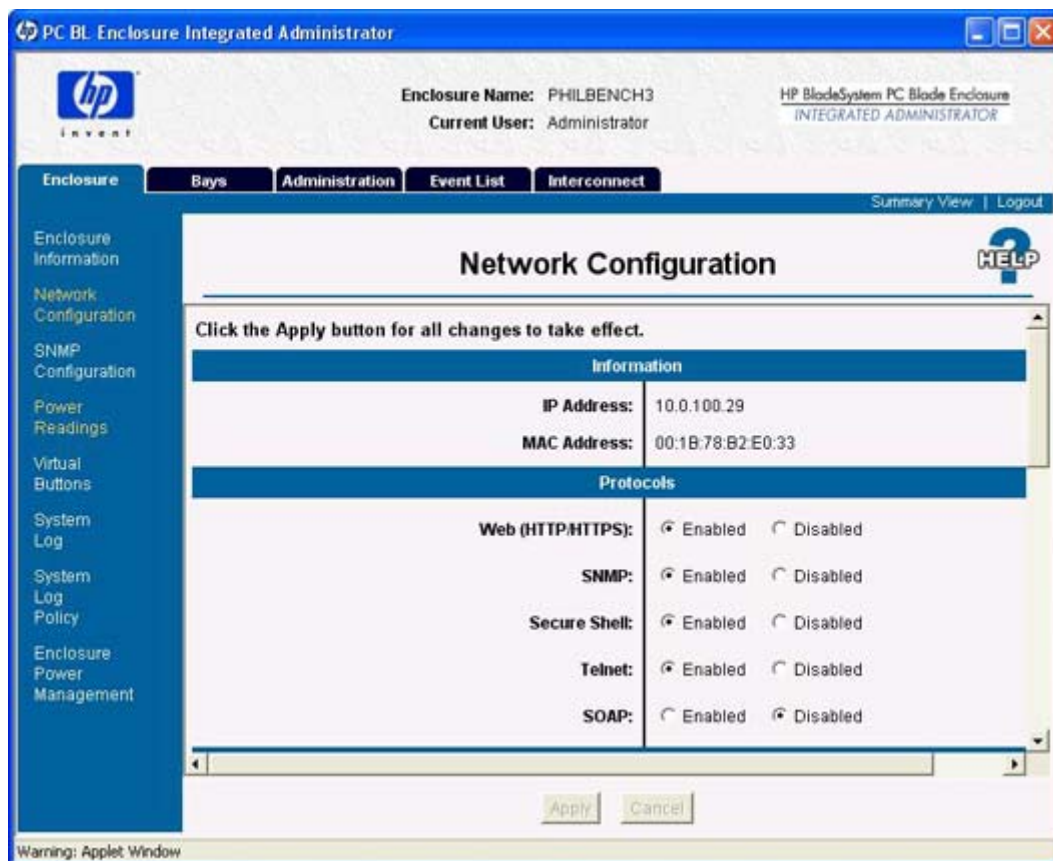 PC BL Enclosure Integrated Administrator
hp
invent
Enclosure Name: PHILBENCH3
Current User: Administrator
HP BladeSystem PC Blade Enclosure
INTEGRATED ADMINISTRATOR
Enclosure Bays Administration Event List Interconnect
Summary View | Logout
Enclosure
Information
Network
Configuration
SNMP
Configuration
Power
Readings
Virtual
Buttons
System
Log
System
Log
Policy
Enclosure
Power
Management
Network Configuration
? HELP
Click the Apply button for all changes to take effect.
Information
IP Address: 10.0.100.29
MAC Address: 00:1B:78:B2:E0:33
Protocols
Web (HTTP/HTTPS): Enabled Disabled
SNMP: Enabled Disabled
Secure Shell: Enabled Disabled
Telnet: Enabled Disabled
SOAP: Enabled Disabled
Apply Cancel
Warning: Applet Window